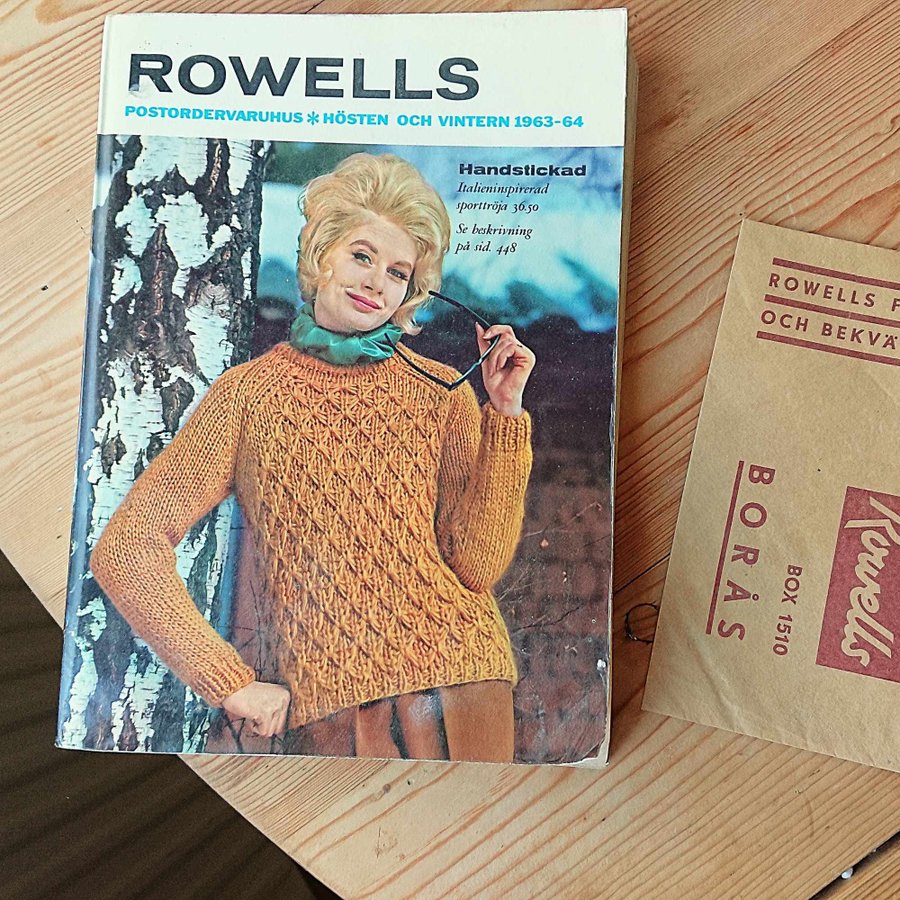 ROWELLS
POSTORDERVARUHUS * HÖSTEN OCH VINTERN 1963-64
Handstickad
Italieninspirerad
sporttröja 36.50
Se beskrivning
på sid. 448
ROWELLS
OCH
BORÅS
BOX 1510
Rowells